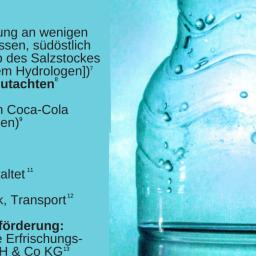 ung an wenigen
ssen, südöstlich
o des Salzstockes
em Hydrologen])⁷
utachten⁸
n Coca-Cola
en)⁹
altet¹¹
k, Transport¹²
förderung:
e Erfrischungs-
H & Co KG¹³